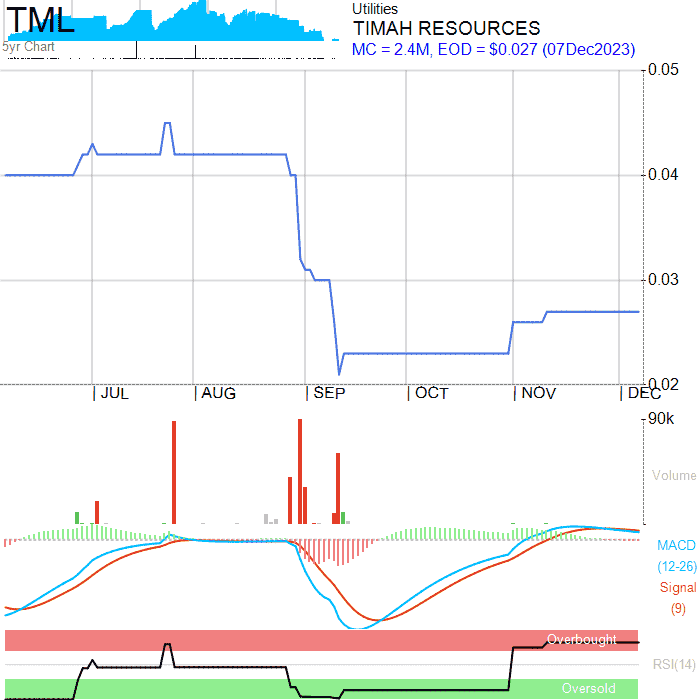 TML
5yr Chart
Utilities
TIMAH RESOURCES
MC = 2.4M, EOD = $0.027 (07Dec2023)
0.05
0.04
0.03
0.02
JUL AUG SEP OCT NOV DEC
90k
Volume
MACD
(12-26)
Signal
(9)
Overbought
RSI(14)
Oversold